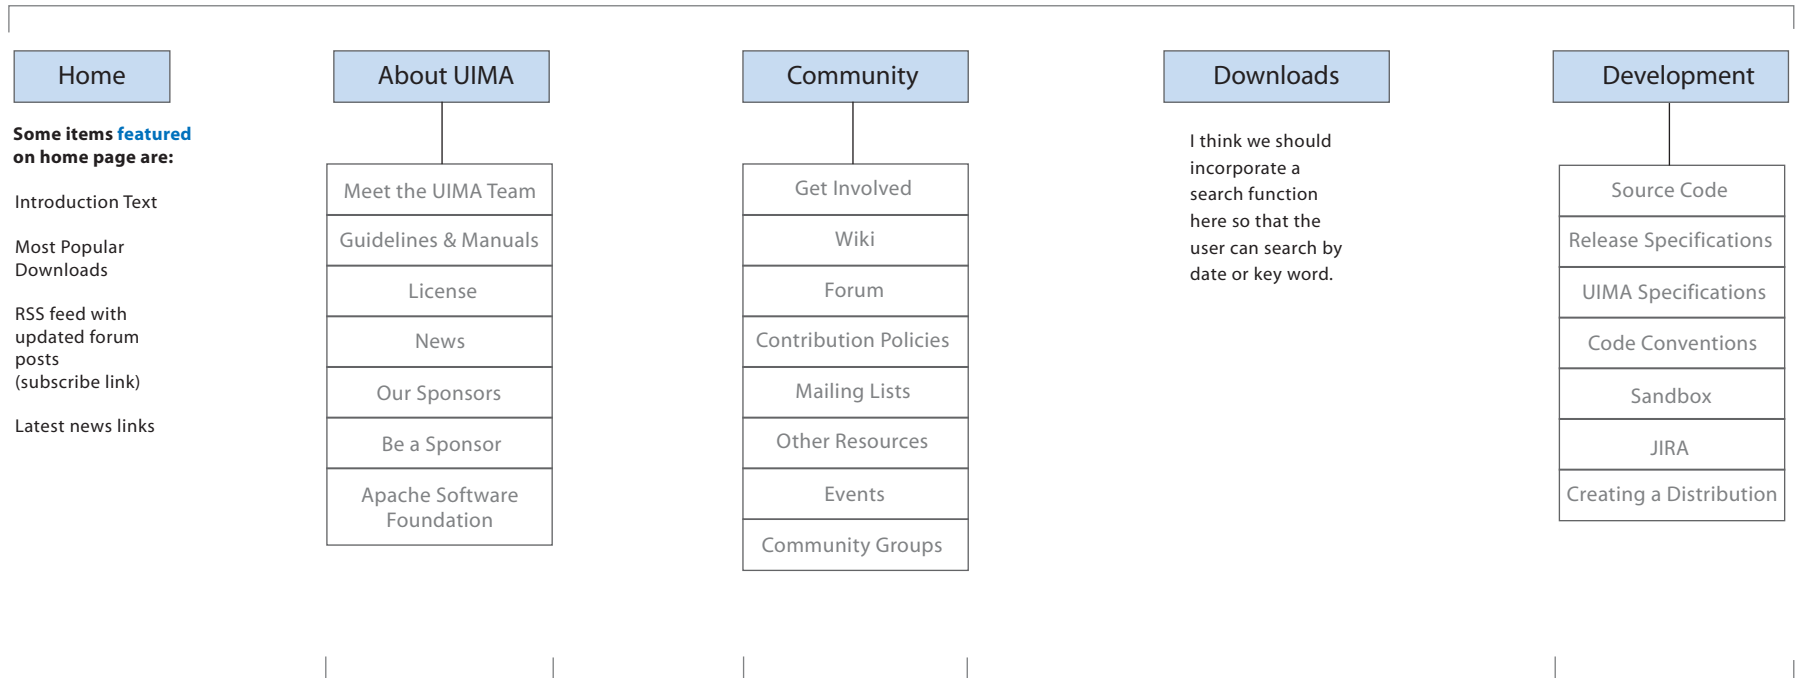 Home
Some items featured
on home page are:
Introduction Text
Most Popular
Downloads
RSS feed with
updated forum
posts
(subscribe link)
Latest news links
About UIMA
Meet the UIMA Team
Guidelines & Manuals
License
News
Our Sponsors
Be a Sponsor
Apache Software
Foundation
Community
Get Involved
Wiki
Forum
Contribution Policies
Mailing Lists
Other Resources
Events
Community Groups
Downloads
I think we should
incorporate a
search function
here so that the
user can search by
date or key word.
Development
Source Code
Release Specifications
UIMA Specifications
Code Conventions
Sandbox
JIRA
Creating a Distribution